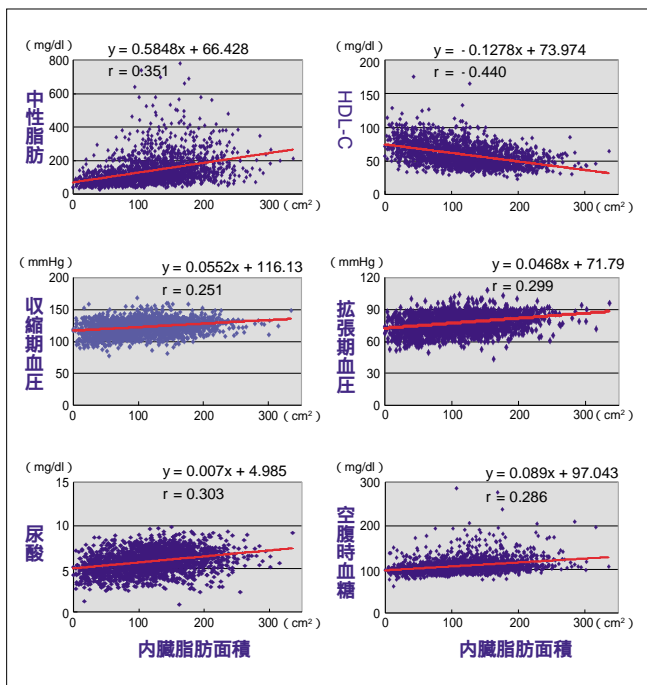 (mg/dl)
y = 0.5848x + 66.428
r = 0.351
800
600
400
200
0
中性脂肪
0 100 200 300 (cm²)
(mg/dl)
y = - 0.1278x + 73.974
r = - 0.440
200
150
100
50
0
HDL-C
0 100 200 300 (cm²)
(mmHg)
y = 0.0552x + 116.13
r = 0.251
200
150
100
50
0
収縮期血圧
0 100 200 300 (cm²)
(mmHg)
y = 0.0468x + 71.79
r = 0.299
120
90
60
30
0
拡張期血圧
0 100 200 300 (cm²)
(mg/dl)
y = 0.007x + 4.985
r = 0.303
15
10
5
0
尿酸
0 100 200 300 (cm²)
内臓脂肪面積
(mg/dl)
y = 0.089x + 97.043
r = 0.286
300
200
100
0
空腹時血糖
0 100 200 300 (cm²)
内臓脂肪面積